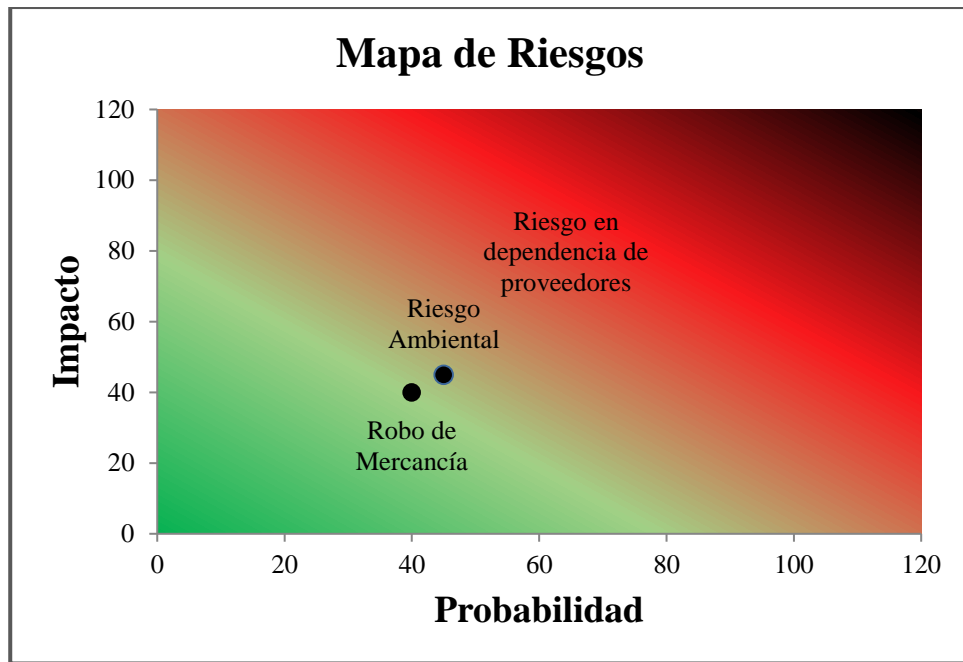 Mapa de Riesgos
Impacto
120
100
80
60
40
20
0
Riesgo en
dependencia de
proveedores
Riesgo
Ambiental
Robo de
Mercancía
0 20 40 60 80 100 120
Probabilidad